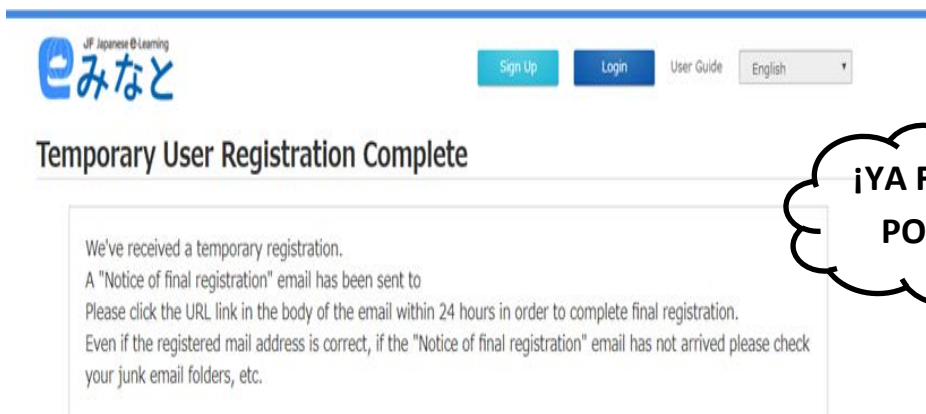 JF Japanese e-Learning
みなと
Sign Up
Login
User Guide
English
Temporary User Registration Complete
¡YA
We've received a temporary registration.
A "Notice of final registration" email has been sent to
Please click the URL link in the body of the email within 24 hours in order to complete final registration.
Even if the registered mail address is correct, if the "Notice of final registration" email has not arrived please check
your junk email folders, etc.